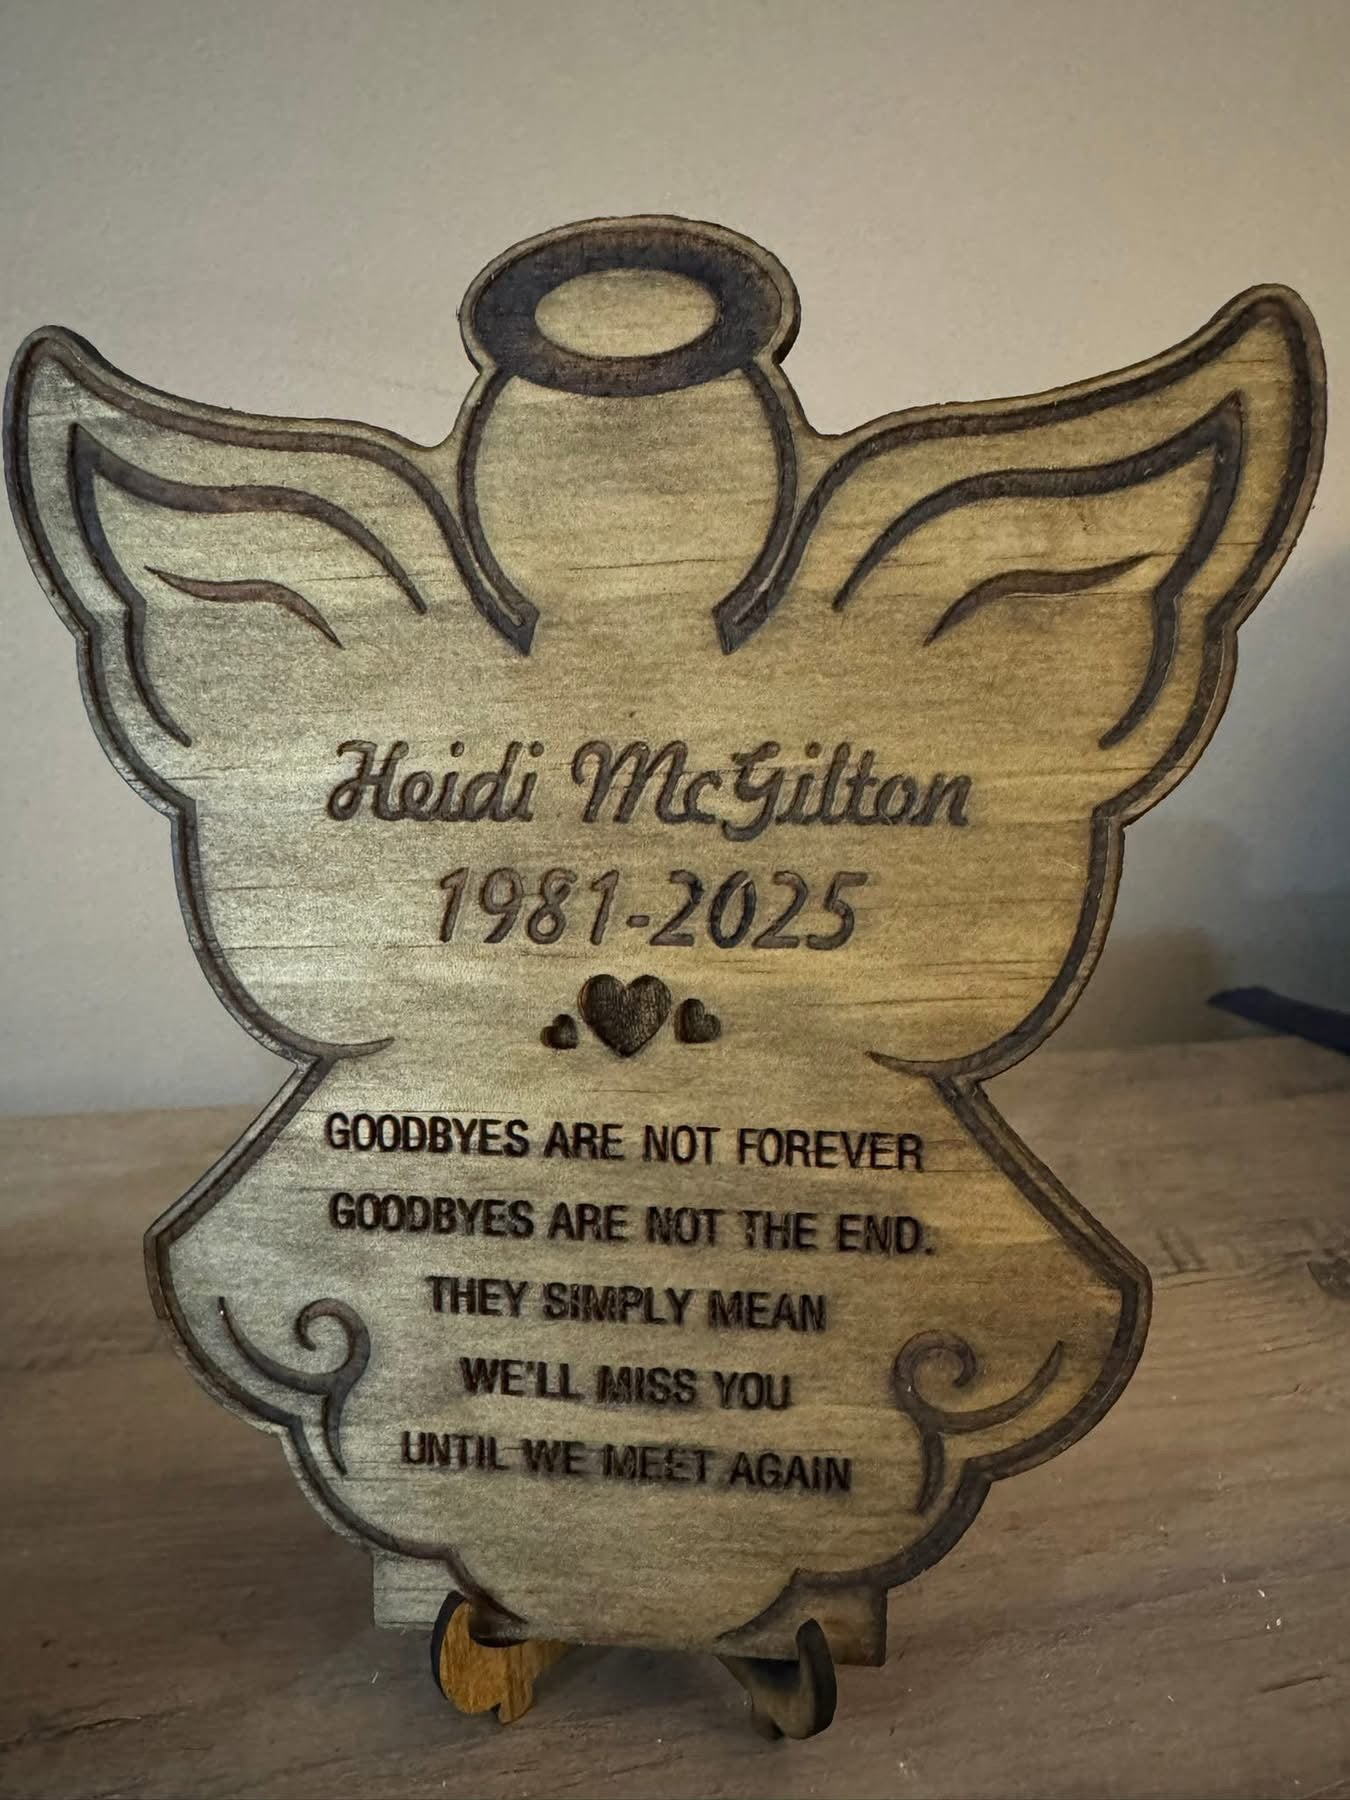 Heidi McGilton
1981-2025
GOODBYES ARE NOT FOREVER
GOODBYES ARE NOT THE END.
THEY SIMPLY MEAN
WE'LL MISS YOU
UNTIL WE MEET AGAIN